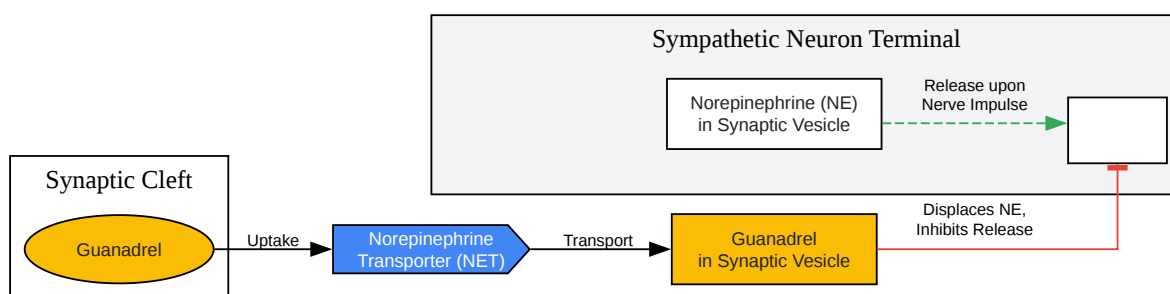 Sympathetic Neuron Terminal
Norepinephrine (NE)
in Synaptic Vesicle
Release upon
Nerve Impulse
Synaptic Cleft
Guanadrel
Uptake
Norepinephrine
Transporter (NET)
Transport
Guanadrel
in Synaptic Vesicle
Displaces NE,
Inhibits Release